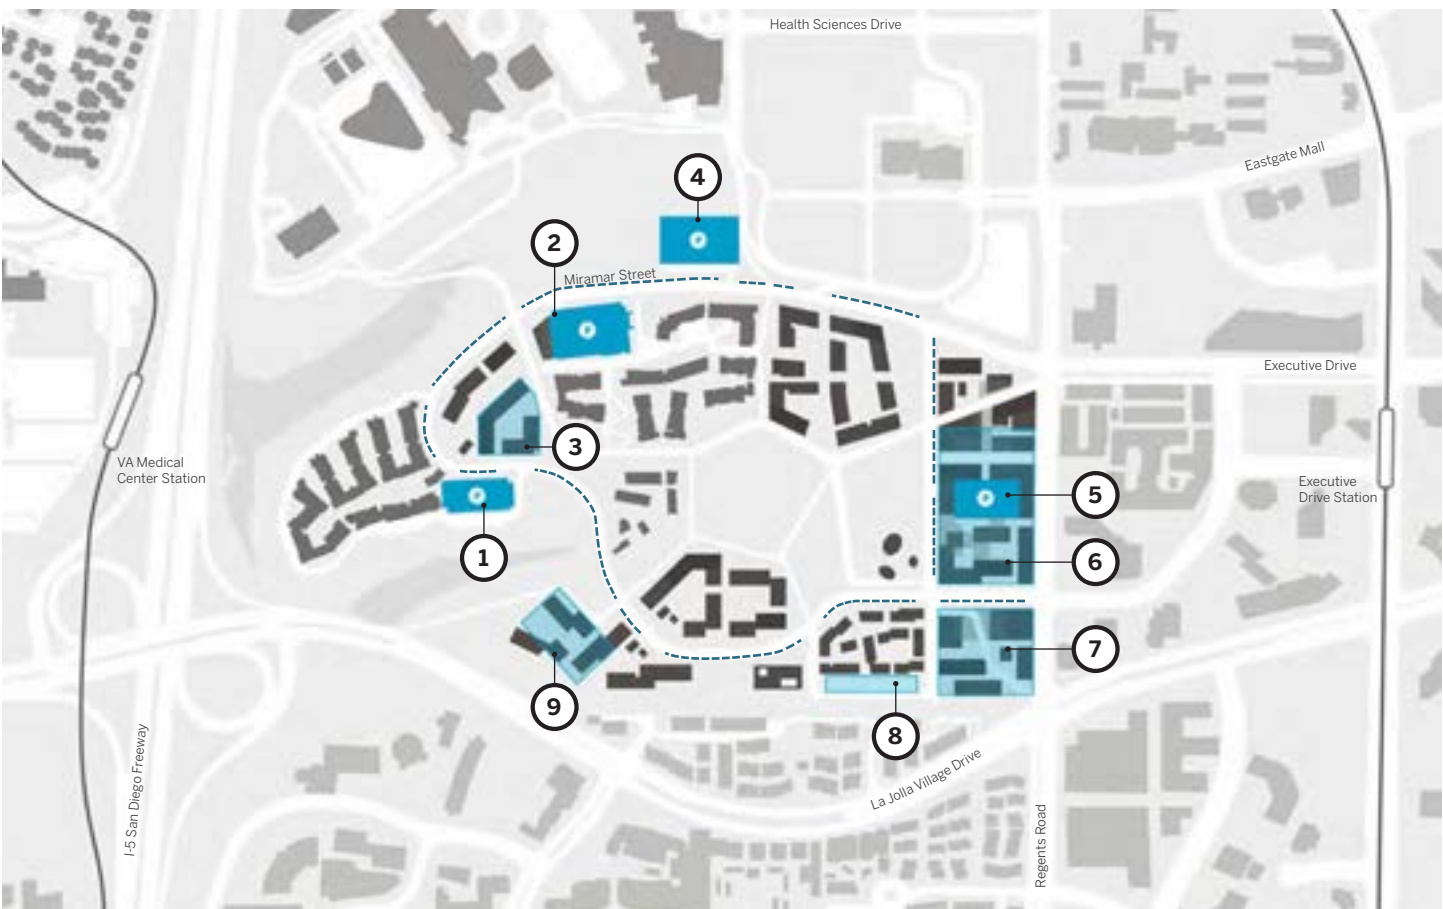 Health Sciences Drive
Eastgate Mall
4
2
Miramar Street
Executive Drive
3
VA Medical
Center Station
5
Executive
Drive Station
1
6
7
9
8
La Jolla Village Drive
I-5 San Diego Freeway
Regents Road